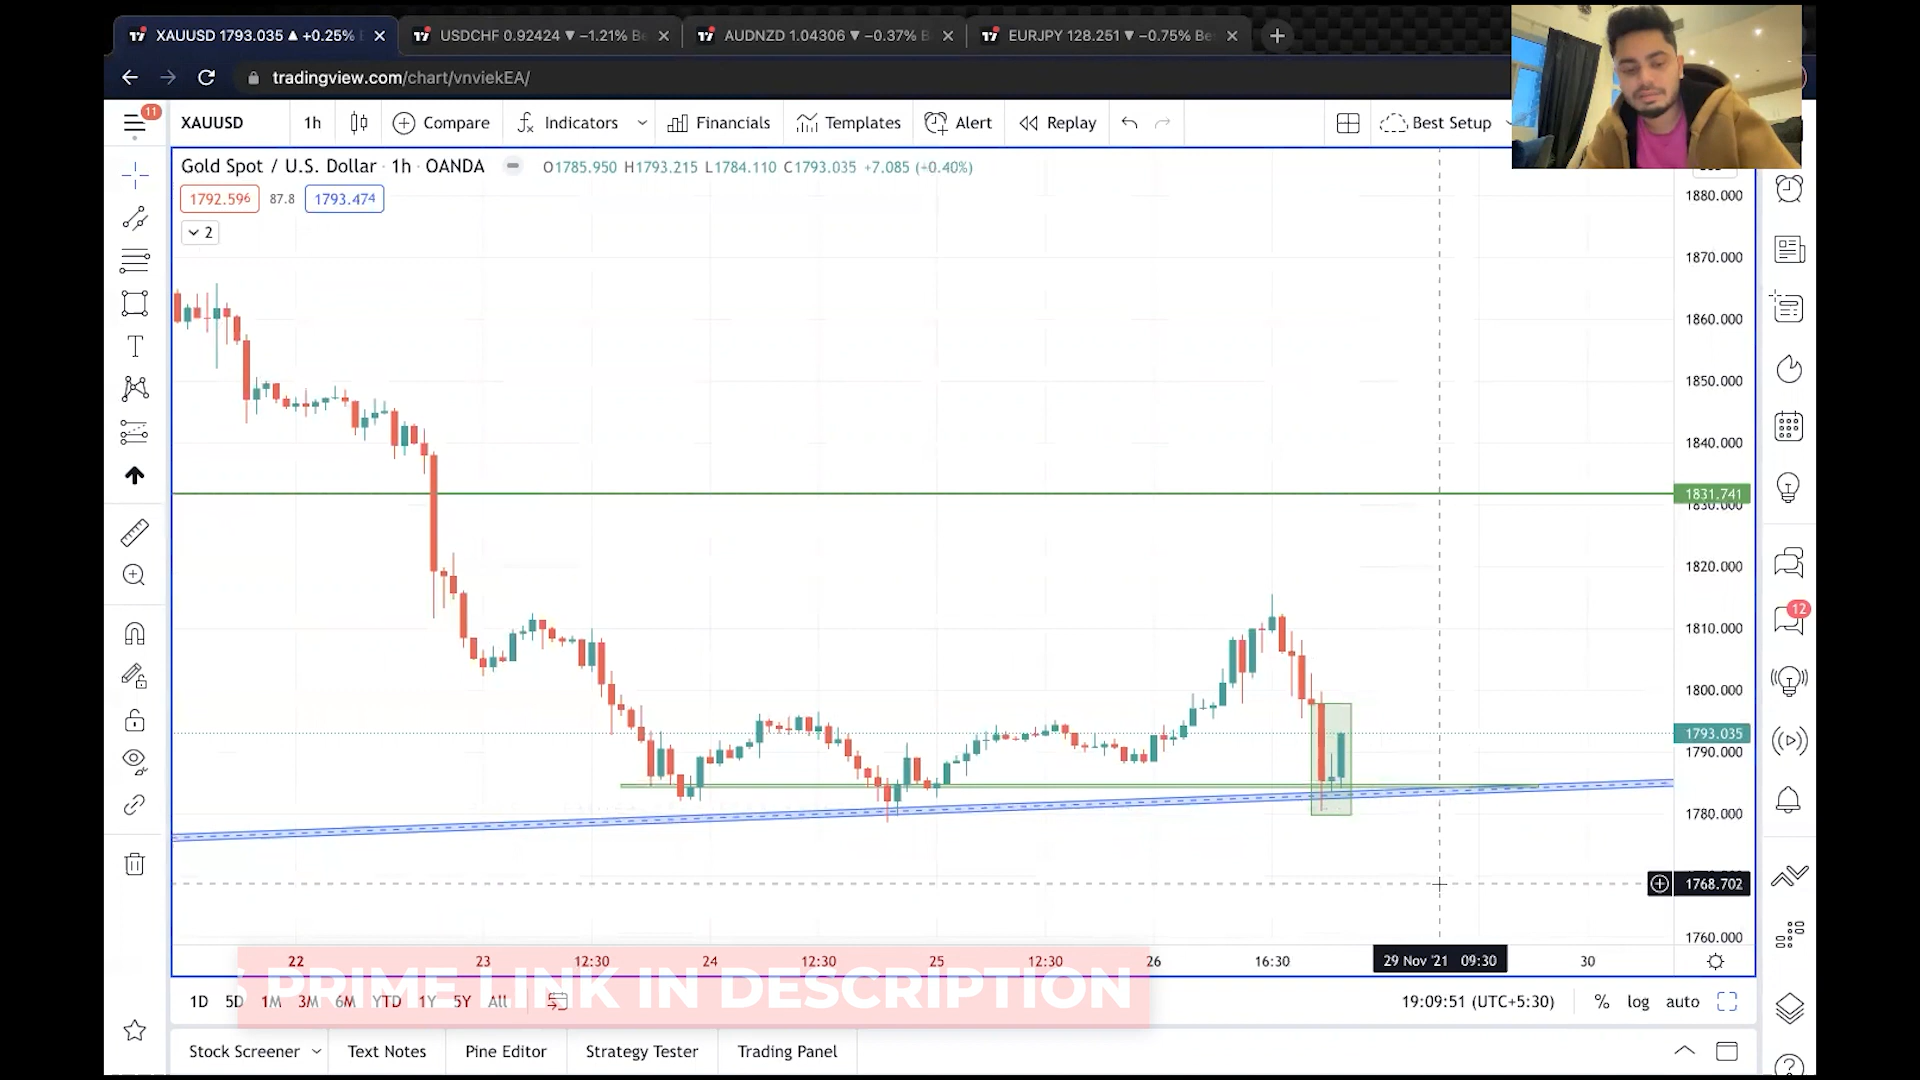 XAUUSD 1793.035 ▲ +0.25%
USDCHF 0.92424 ▼ −1.21% Be
AUDNZD 1.04306 ▼ −0.37% B
EURJPY 128.251 ▼ −0.75% Be
tradingview.com/chart/vnviekEA/
11
XAUUSD 1h Compare Indicators Financials Templates Alert Replay Best Setup
Gold Spot / U.S. Dollar · 1h · OANDA O1785.950 H1793.215 L1784.110 C1793.035 +7.085 (+0.40%)
1792.596 87.8 1793.474
2
1880.000
1870.000
1860.000
1850.000
1840.000
1831.741
1830.000
1820.000
1810.000
12
1800.000
1793.035
1790.000
1780.000
1768.702
1760.000
22 23 12:30 24 12:30 25 12:30 26 16:30 29 Nov '21 09:30 30
PRIME LINK IN DESCRIPTION
1D 5D 1M 3M 6M YTD 1Y 5Y All 19:09:51 (UTC+5:30) % log auto
Stock Screener Text Notes Pine Editor Strategy Tester Trading Panel